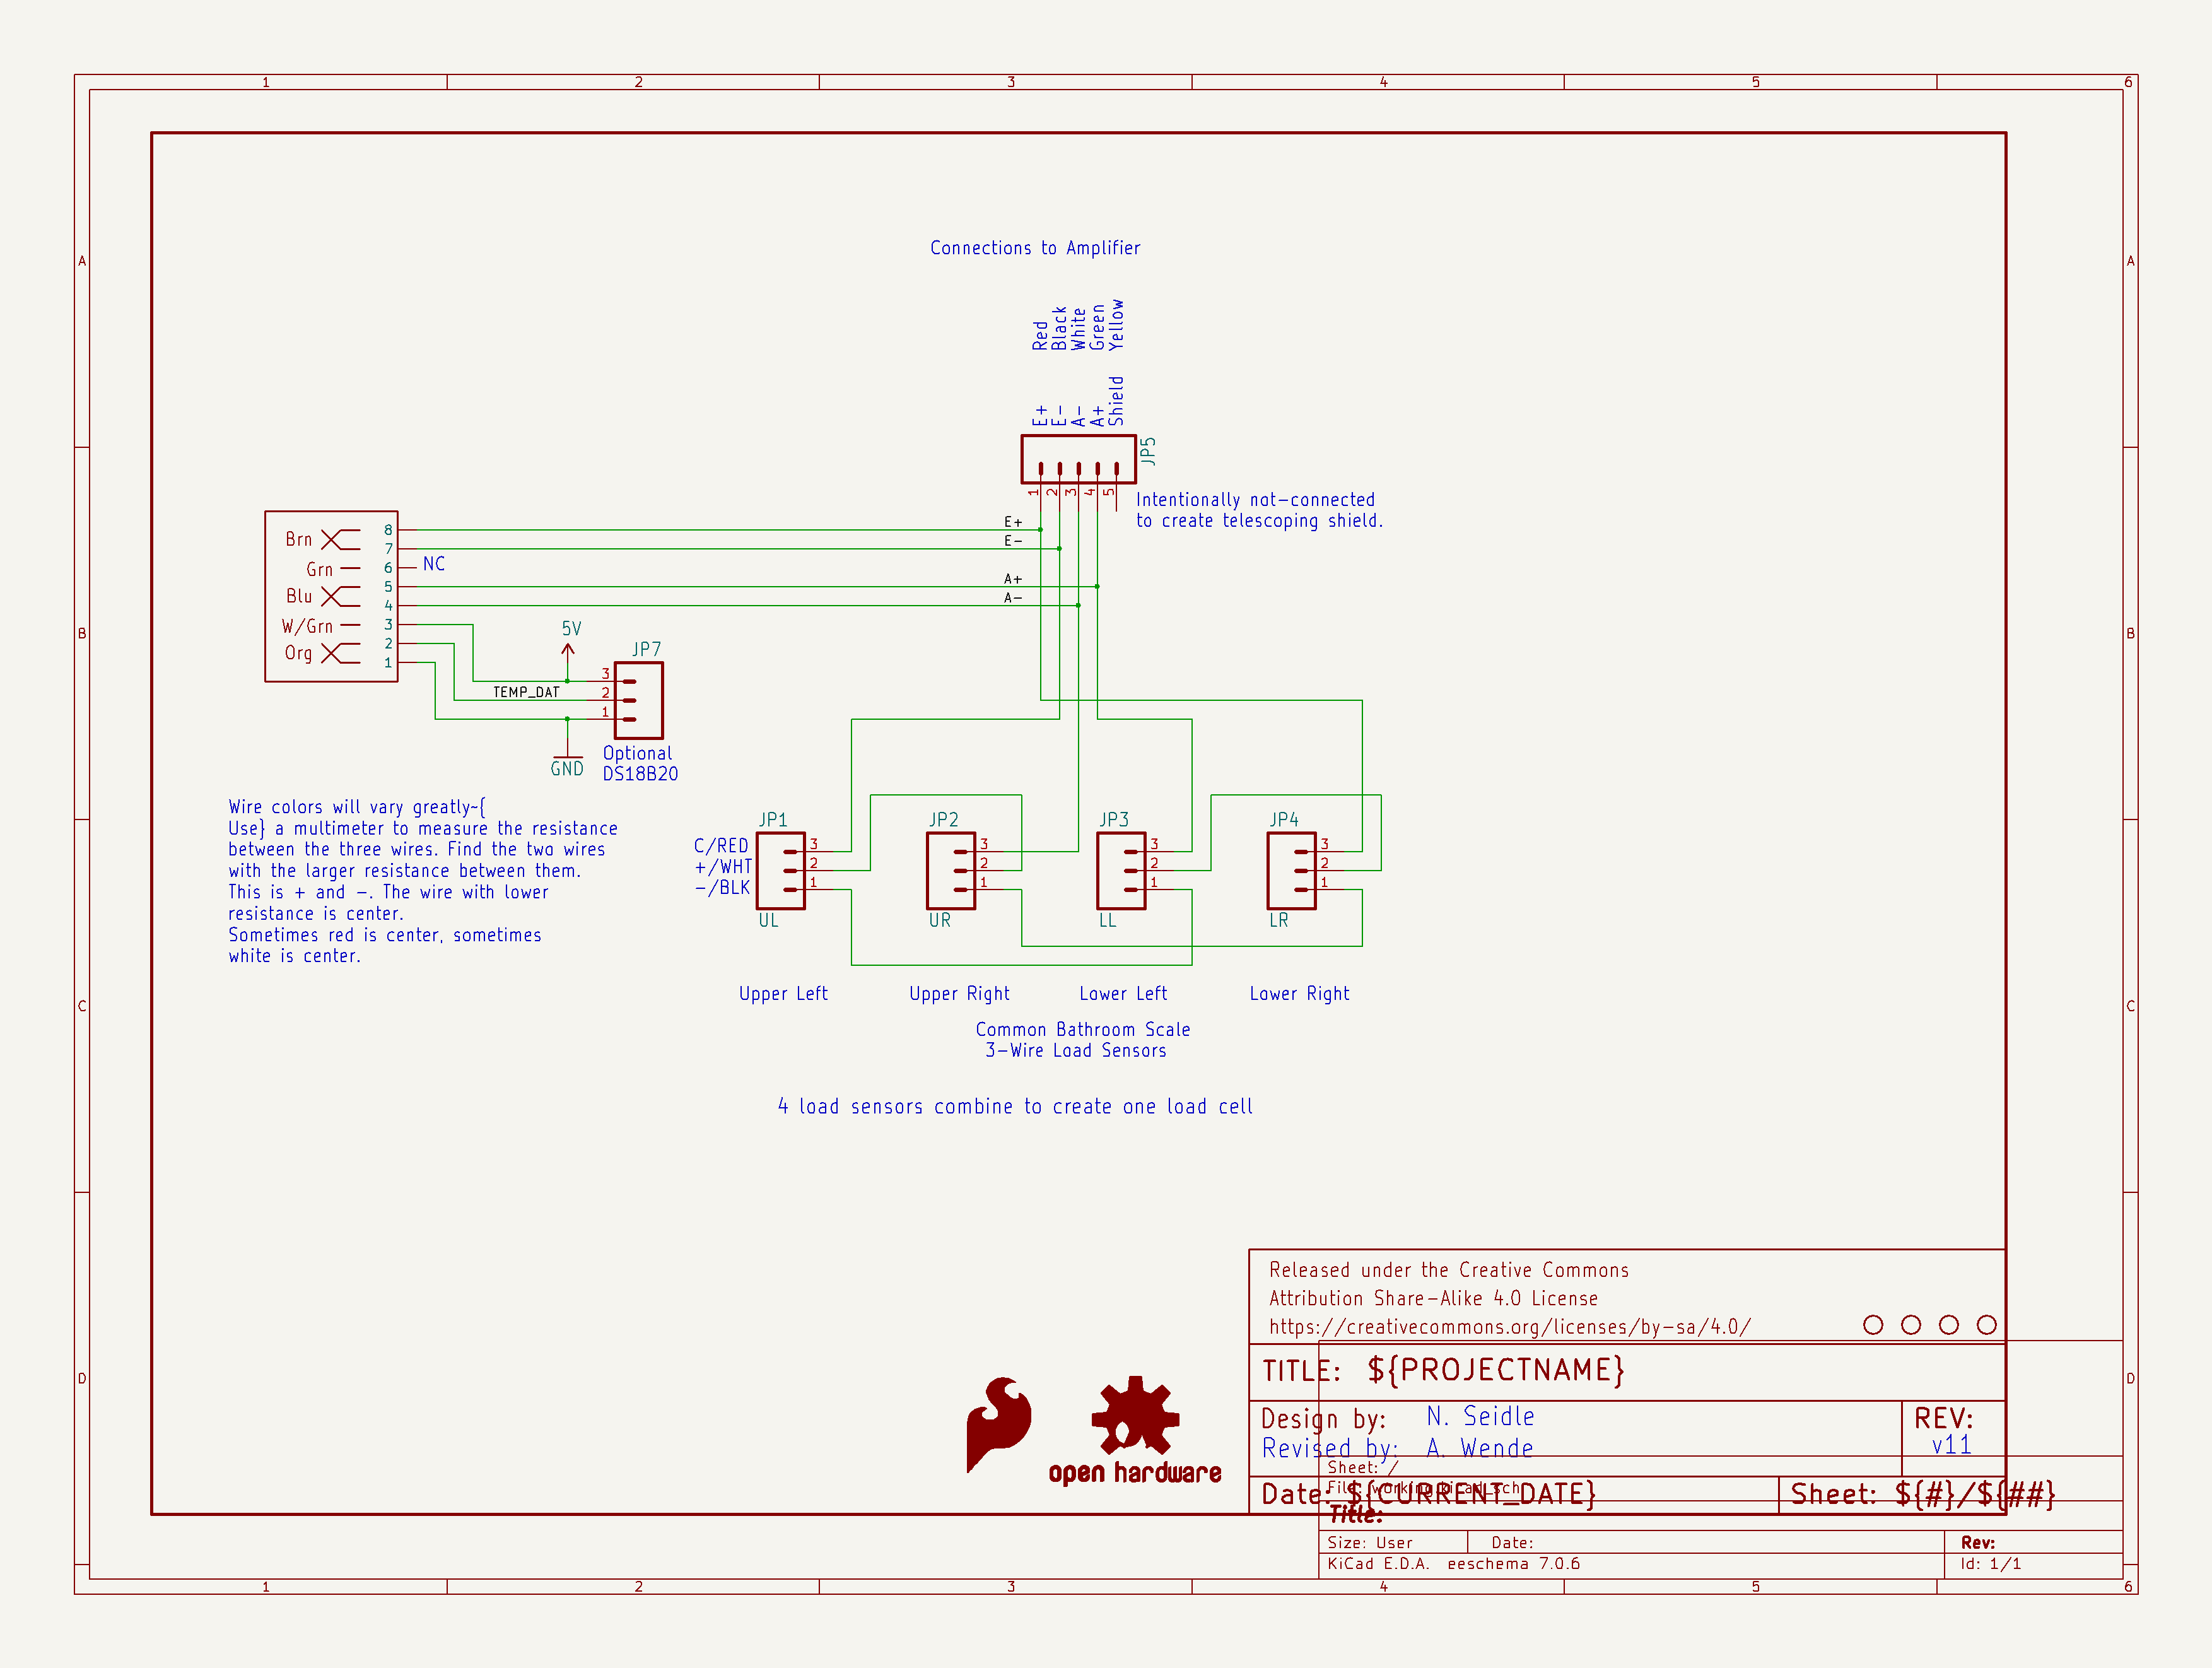 1 2 3 4 5 6
A A
Connections to Amplifier
Red Black White Green Yellow
E+ E- A- A+ Shield
JP5
1 2 3 4 5
Intentionally not-connected
to create telescoping shield.
Brn 8 E+
7 E-
Grn 6 NC
Blu 5 A+
4 A-
W/Grn 3
Org 2
1
B B
5V
JP7
3
TEMP_DAT 2
1
GND
Optional
DS18B20
Wire colors will vary greatly~{
Use} a multimeter to measure the resistance
between the three wires. Find the two wires
with the larger resistance between them.
This is + and -. The wire with lower
resistance is center.
Sometimes red is center, sometimes
white is center.
JP1 JP2 JP3 JP4
C/RED 3 3 3 3
+/WHT 2 2 2 2
-/BLK 1 1 1 1
UL UR LL LR
Upper Left Upper Right Lower Left Lower Right
C C
Common Bathroom Scale
3-Wire Load Sensors
4 load sensors combine to create one load cell
Released under the Creative Commons
Attribution Share-Alike 4.0 License
https://creativecommons.org/licenses/by-sa/4.0/
TITLE: ${PROJECTNAME}
D D
Design by: N. Seidle
REV:
Revised by: A. Wende
v11
open hardware
Sheet: /
File: working.kicad_sch
Date: ${CURRENT_DATE}
Sheet: ${#}/${##}
Title:
Size: User Date: Rev:
KiCad E.D.A. eeschema 7.0.6 Id: 1/1
1 2 3 4 5 6